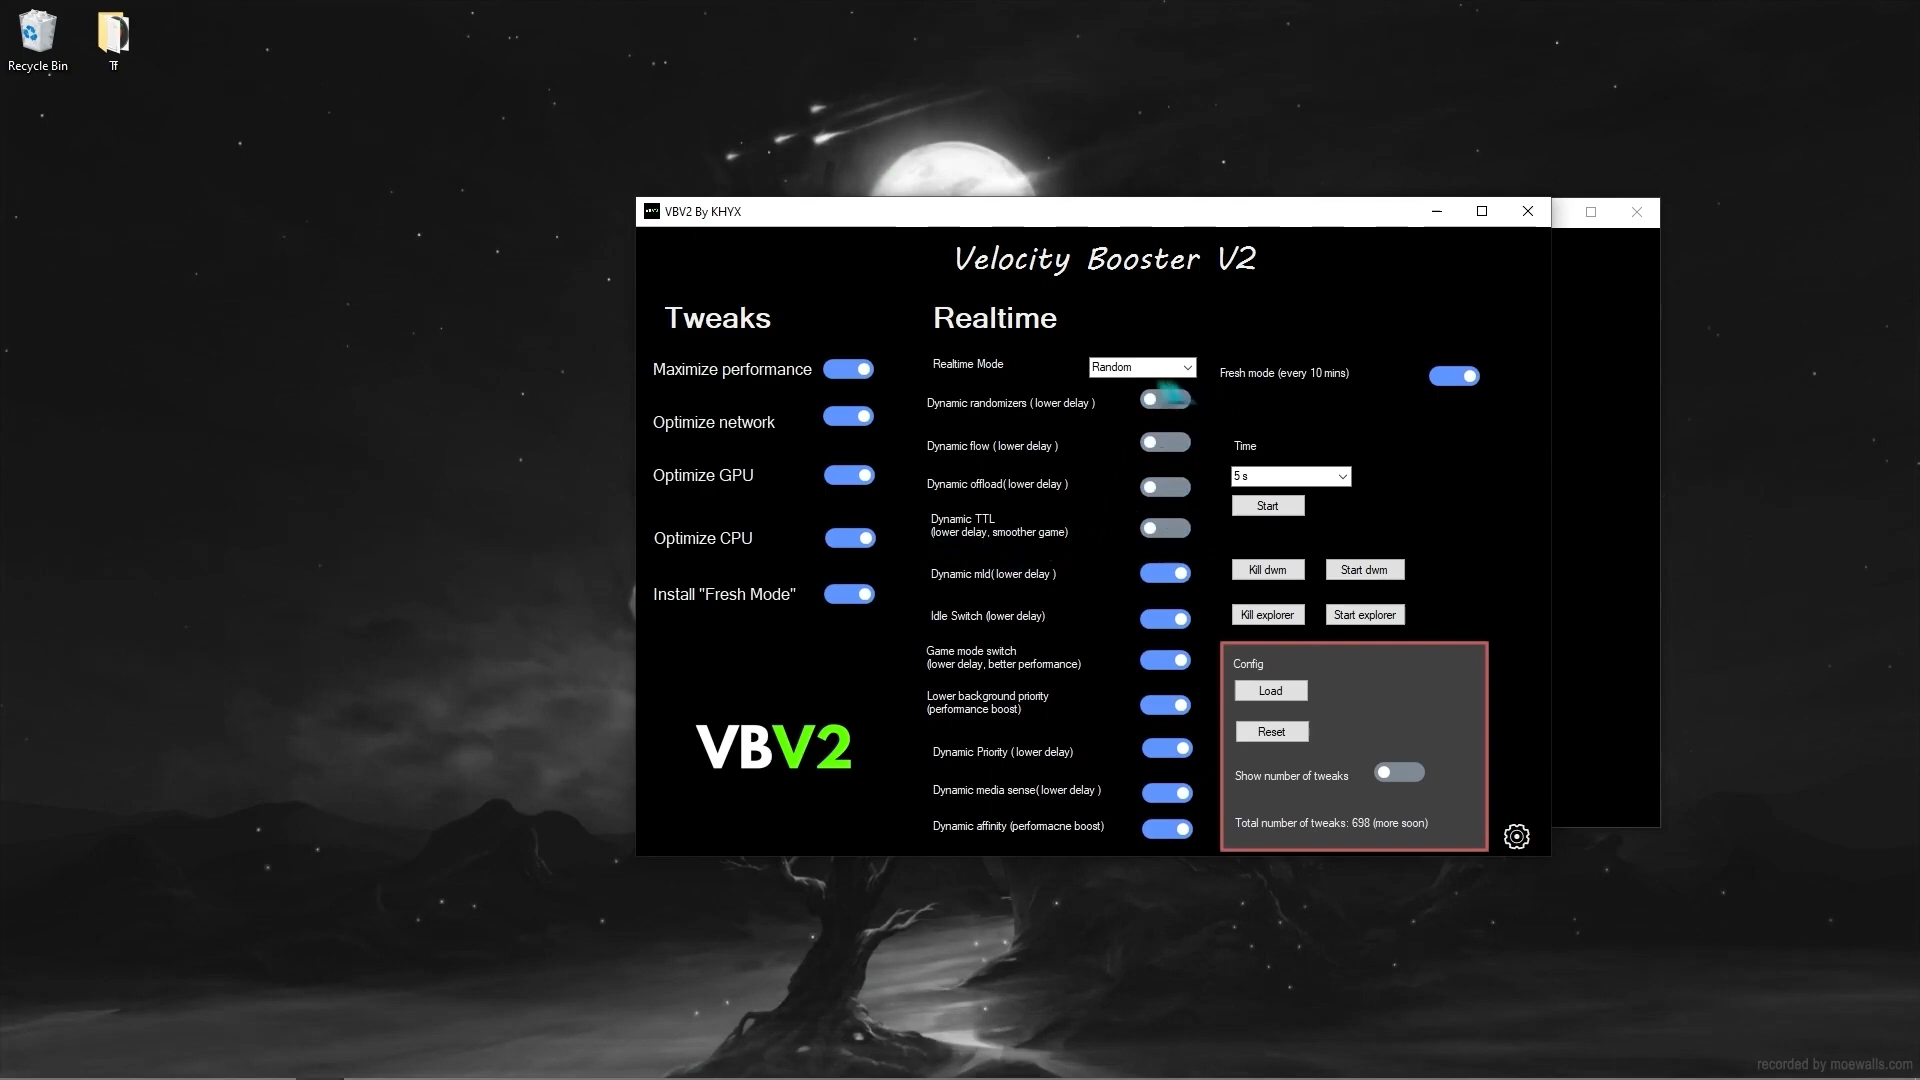 Recycle Bin
Tf
VBV2 By KHYX
Velocity Booster V2
Tweaks
Maximize performance
Optimize network
Optimize GPU
Optimize CPU
Install "Fresh Mode"
VBV2
Realtime
Realtime Mode
Random
Dynamic randomizers ( lower delay )
Dynamic flow ( lower delay )
Dynamic offload( lower delay )
Dynamic TTL
(lower delay, smoother game)
Dynamic mld( lower delay )
Idle Switch (lower delay)
Game mode switch
(lower delay, better performance)
Lower background priority
(performance boost)
Dynamic Priority ( lower delay)
Dynamic media sense( lower delay )
Dynamic affinity (performacne boost)
Fresh mode (every 10 mins)
Time
5 s
Start
Kill dwm
Start dwm
Kill explorer
Start explorer
Config
Load
Reset
Show number of tweaks
Total number of tweaks: 698 (more soon)
recorded by moewalls.com